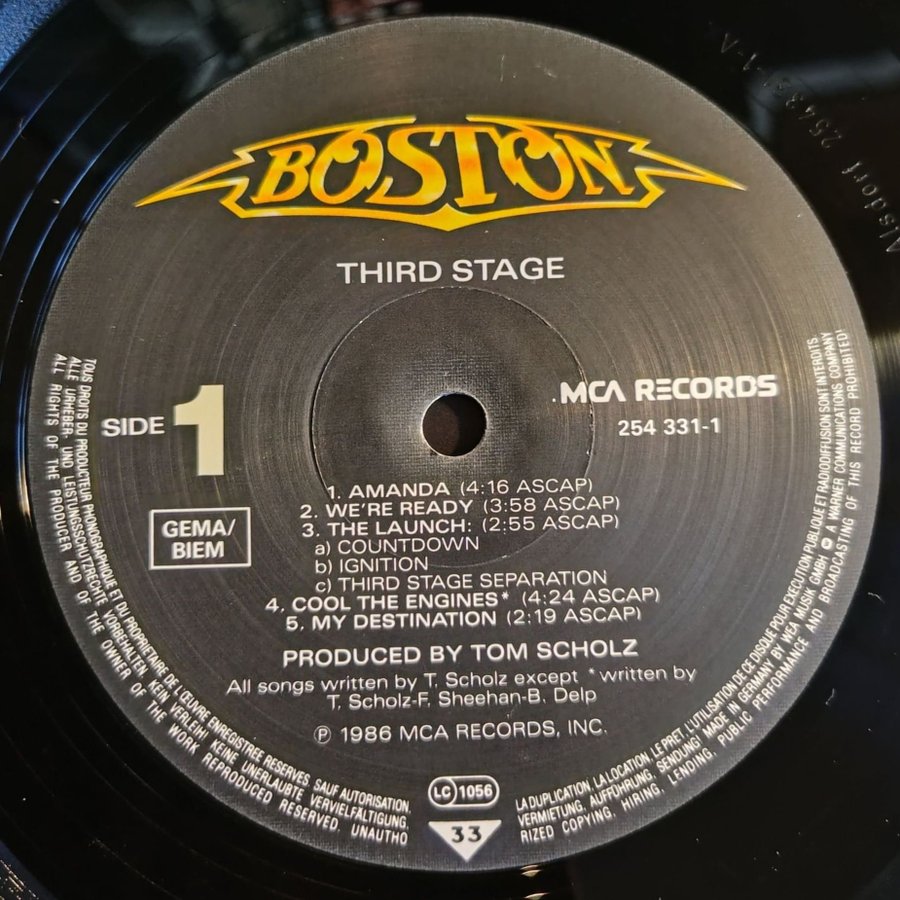 BOSTON
THIRD STAGE
SIDE 1
MCA RECORDS
254 331-1
GEMA/
BIEM
1. AMANDA (4:16 ASCAP)
2. WE'RE READY (3:58 ASCAP)
3. THE LAUNCH: (2:55 ASCAP)
a) COUNTDOWN
b) IGNITION
c) THIRD STAGE SEPARATION
4. COOL THE ENGINES* (4:24 ASCAP)
5. MY DESTINATION (2:19 ASCAP)
PRODUCED BY TOM SCHOLZ
All songs written by T. Scholz except *written by
T. Scholz-F. Sheehan-B. Delp
℗ 1986 MCA RECORDS, INC.
LC 1056
33
TOUS DROITS DU PRODUCTEUR PHONOGRAPHIQUE ET DU PROPRIETAIRE DE L'ŒUVRE ENREGISTREE RESERVES. SAUF AUTORISATION,
LA DUPLICATION, LA LOCATION, LE PRET, L'UTILISATION DE CE DISQUE POUR EXECUTION PUBLIQUE ET RADIODIFFUSION SONT INTERDITS.
ALLE URHEBER- UND LEISTUNGSSCHUTZRECHTE VORBEHALTEN. KEIN VERLEIH! KEINE UNERLAUBTE VERVIELFÄLTIGUNG,
VERMIETUNG, AUFFÜHRUNG, SENDUNG! MADE IN GERMANY BY WEA MUSIK GMBH A WARNER COMMUNICATIONS COMPANY
ALL RIGHTS OF THE PRODUCER AND OF THE OWNER OF THE WORK REPRODUCED RESERVED. UNAUTHO
RIZED COPYING, HIRING, LENDING, PUBLIC PERFORMANCE AND BROADCASTING OF THIS RECORD PROHIBITED!
Alsdorf